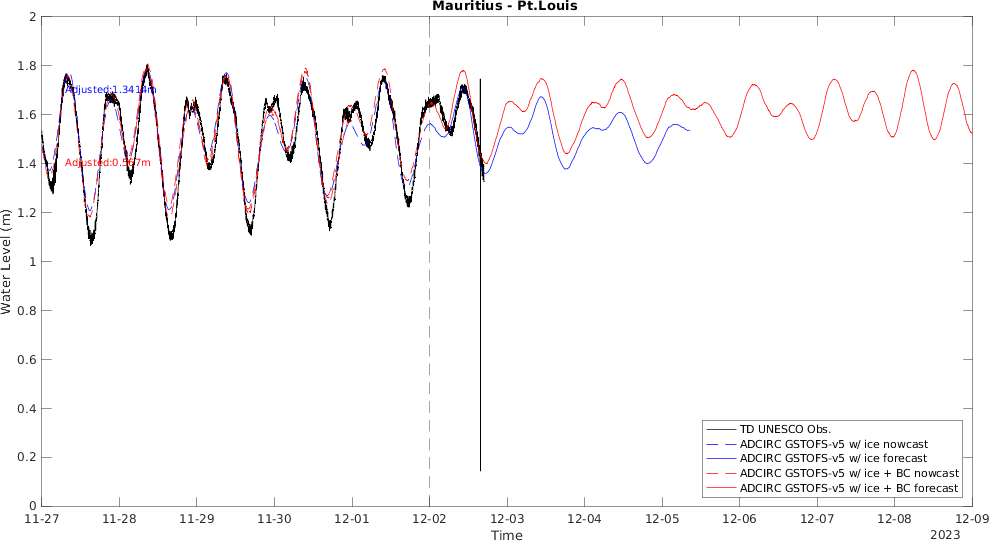 Mauritius - Pt.Louis
Water Level (m)
2
1.8
1.6
1.4
1.2
1
0.8
0.6
0.4
0.2
0
Adjusted:1.3414m
Adjusted:0.567m
TD UNESCO Obs.
ADCIRC GSTOFS-v5 w/ ice nowcast
ADCIRC GSTOFS-v5 w/ ice forecast
ADCIRC GSTOFS-v5 w/ ice + BC nowcast
ADCIRC GSTOFS-v5 w/ ice + BC forecast
11-27 11-28 11-29 11-30 12-01 12-02 12-03 12-04 12-05 12-06 12-07 12-08 12-09
Time
2023